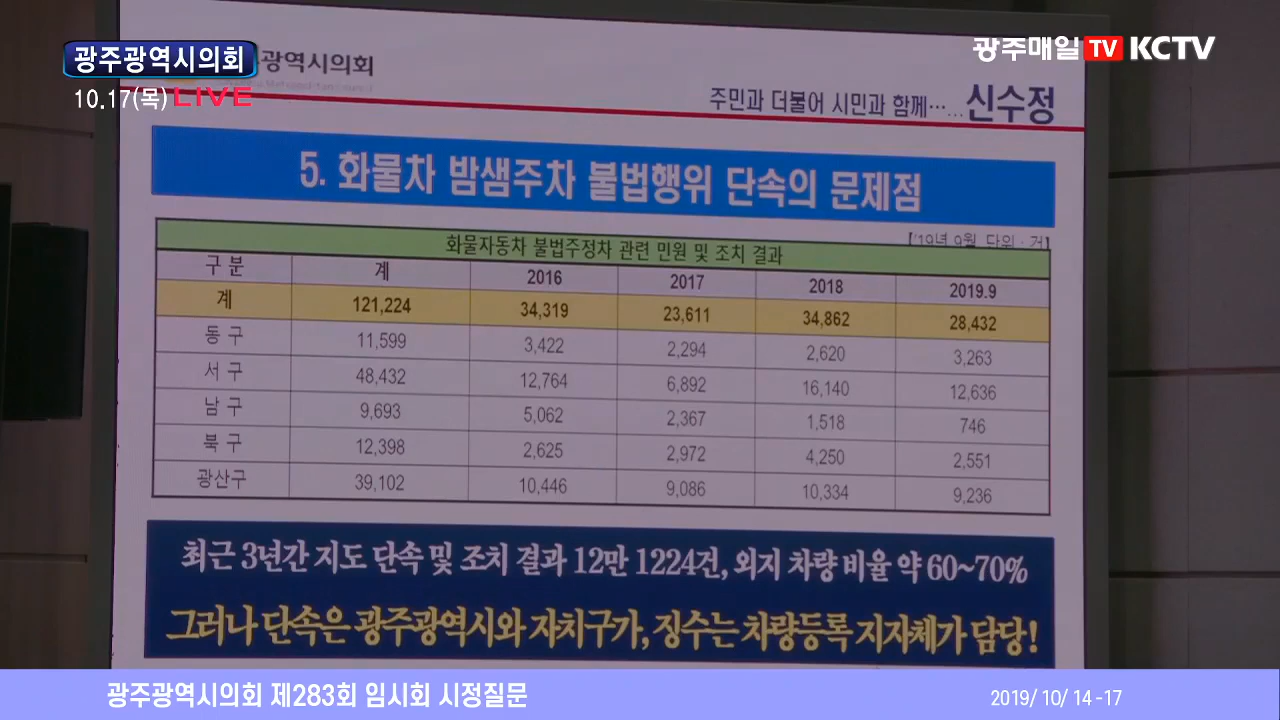 광주광역시의회
광역시의회
광주매일 TV KCTV
10.17(목) LIVE
주민과 더불어 시민과 함께…… 신수정
5. 화물차 밤샘주차 불법행위 단속의 문제점
['19년 9월, 단위 : 건]
화물자동차 불법주정차 관련 민원 및 조치 결과
구 분 계 2016 2017 2018 2019.9
계 121,224 34,319 23,611 34,862 28,432
동 구 11,599 3,422 2,294 2,620 3,263
서 구 48,432 12,764 6,892 16,140 12,636
남 구 9,693 5,062 2,367 1,518 746
북 구 12,398 2,625 2,972 4,250 2,551
광산구 39,102 10,446 9,086 10,334 9,236
최근 3년간 지도 단속 및 조치 결과 12만 1224건, 외지 차량 비율 약 60~70%
그러나 단속은 광주광역시와 자치구가, 징수는 차량등록 지자체가 담당!
광주광역시의회 제283회 임시회 시정질문
2019/ 10/ 14 -17